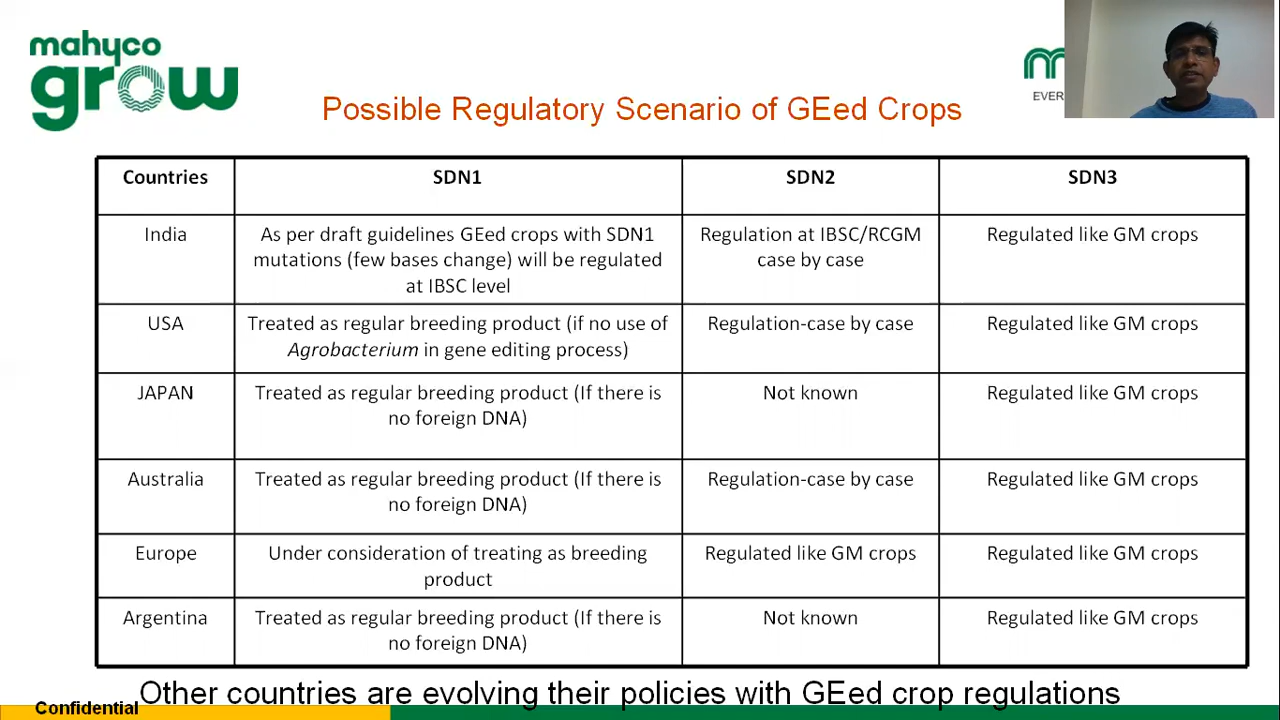 mahyco
grow
EVER
Possible Regulatory Scenario of GEed Crops
Countries
SDN1
SDN2
SDN3
India
As per draft guidelines GEed crops with SDN1
mutations (few bases change) will be regulated
at IBSC level
Regulation at IBSC/RCGM
case by case
Regulated like GM crops
USA
Treated as regular breeding product (if no use of
Agrobacterium in gene editing process)
Regulation-case by case
Regulated like GM crops
JAPAN
Treated as regular breeding product (If there is
no foreign DNA)
Not known
Regulated like GM crops
Australia
Treated as regular breeding product (If there is
no foreign DNA)
Regulation-case by case
Regulated like GM crops
Europe
Under consideration of treating as breeding
product
Regulated like GM crops
Regulated like GM crops
Argentina
Treated as regular breeding product (If there is
no foreign DNA)
Not known
Regulated like GM crops
Other countries are evolving their policies with GEed crop regulations
Confidential